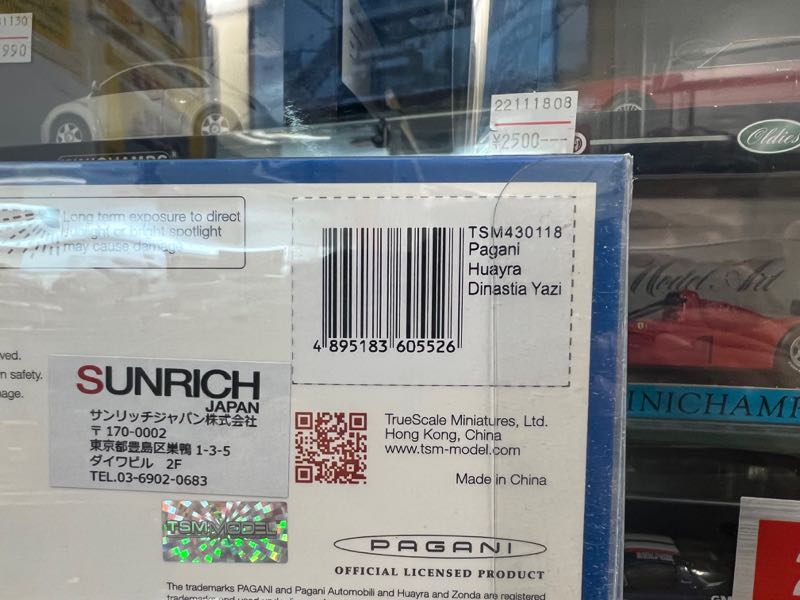 1130
990
22111808
¥2500
Oldies
MINICHAMPS
Long term exposure to direct
sunlight or bright spotlight
may cause damage
TSM430118
Pagani
Huayra
Dinastia Yazi
4 895183 605526
ved.
n safety.
age.
SUNRICH
JAPAN
サンリッチジャパン株式会社
〒170-0002
東京都豊島区巣鴨 1-3-5
ダイワビル 2F
TEL.03-6902-0683
TrueScale Miniatures, Ltd.
Hong Kong, China
www.tsm-model.com
Made in China
TSM-MODEL
PAGANI
OFFICIAL LICENSED PRODUCT
The trademarks PAGANI and Pagani Automobili and Huayra and Zonda are registered
Model Art
INICHAMP